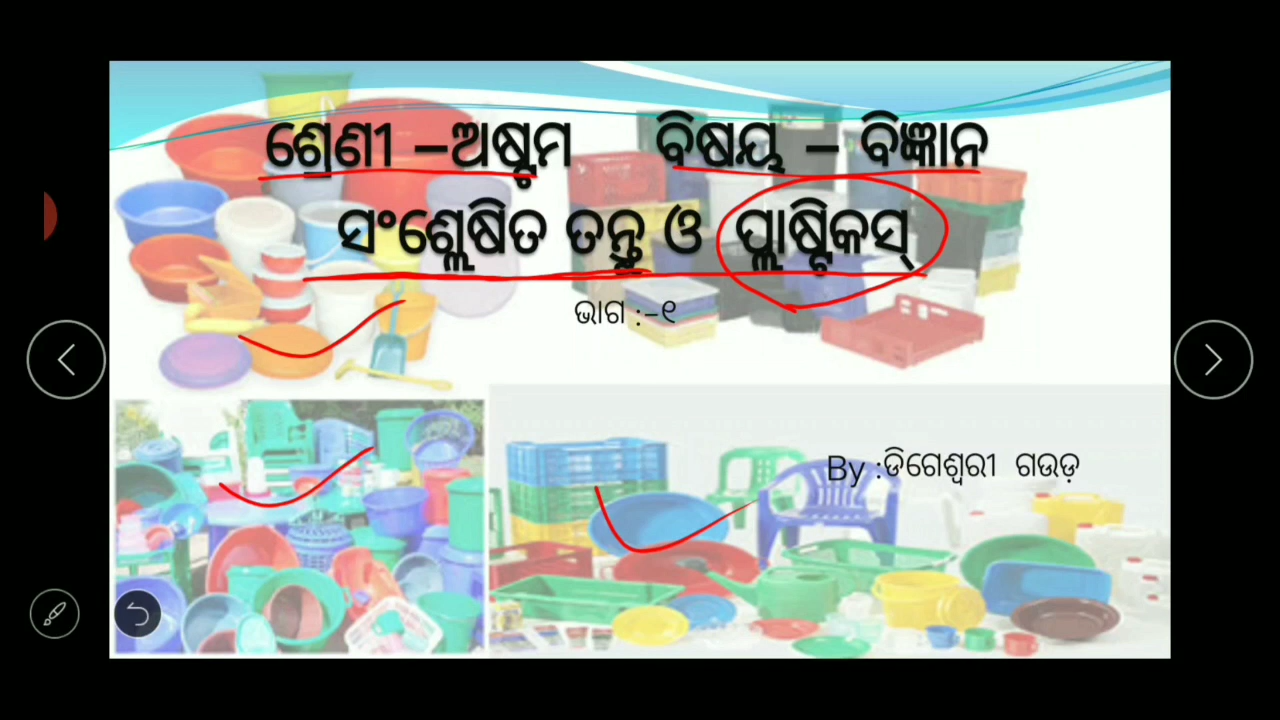 ଶ୍ରେଣୀ –ଅଷ୍ଟମ ବିଷୟ – ବିଜ୍ଞାନ
ସଂଶ୍ଳେଷିତ ତନ୍ତୁ ଓ ପ୍ଲାଷ୍ଟିକସ୍
ଭାଗ :–୧
By :ଡିଗେଶ୍ୱରୀ ଗଉଡ଼